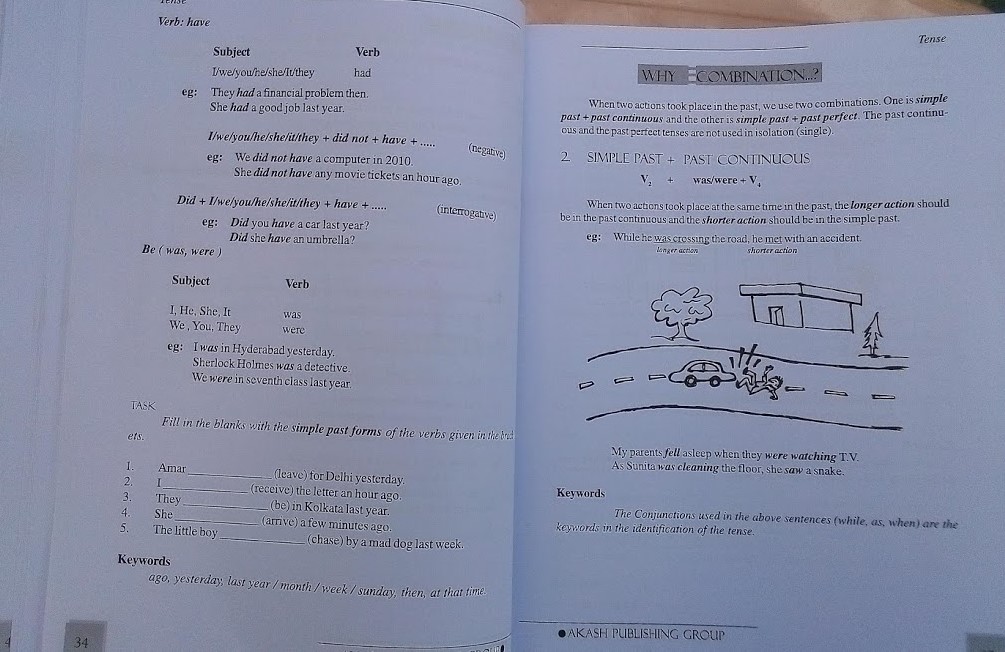 Tense
Verb: have
Subject Verb
I/we/you/he/she/It/they had
eg: They had a financial problem then.
She had a good job last year.
I/we/you/he/she/it/they + did not + have + ..... (negative)
eg: We did not have a computer in 2010.
She did not have any movie tickets an hour ago.
Did + I/we/you/he/she/it/they + have + ..... (interrogative)
eg: Did you have a car last year?
Did she have an umbrella?
Be ( was, were )
Subject Verb
I, He, She, It was
We , You, They were
eg: I was in Hyderabad yesterday.
Sherlock Holmes was a detective.
We were in seventh class last year.
TASK
Fill in the blanks with the simple past forms of the verbs given in the
ets.
1. Amar ____________ (leave) for Delhi yesterday.
2. I ____________ (receive) the letter an hour ago.
3. They ____________ (be) in Kolkata last year.
4. She ____________ (arrive) a few minutes ago.
5. The little boy ____________ (chase) by a mad dog last week.
Keywords
ago, yesterday, last year / month / week / sunday, then, at that time.
34
Tense
WHY COMBINATION...?
When two actions took place in the past, we use two combinations. One is simple
past + past continuous and the other is simple past + past perfect. The past continu-
ous and the past perfect tenses are not used in isolation (single).
2. SIMPLE PAST + PAST CONTINUOUS
V2 + was/were + V4
When two actions took place at the same time in the past, the longer action should
be in the past continuous and the shorter action should be in the simple past.
eg: While he was crossing the road, he met with an accident.
longer action shorter action
My parents fell asleep when they were watching T.V.
As Sunita was cleaning the floor, she saw a snake.
Keywords
The Conjunctions used in the above sentences (while, as, when) are the
keywords in the identification of the tense.
●AKASH PUBLISHING GROUP